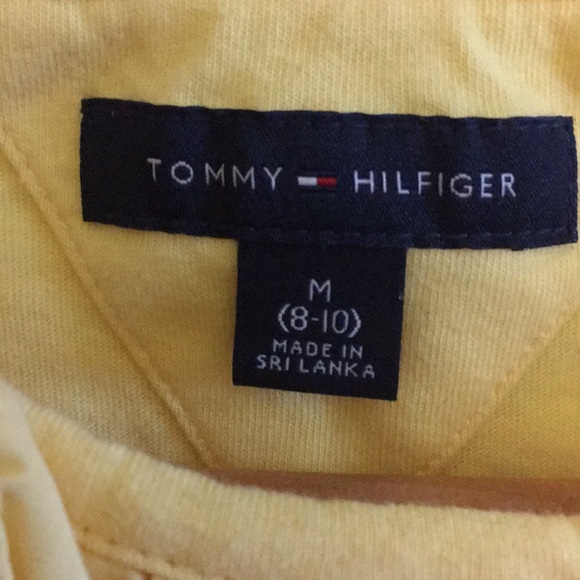 TOMMY HILFIGER
M
(8-10)
MADE IN
SRI LANKA